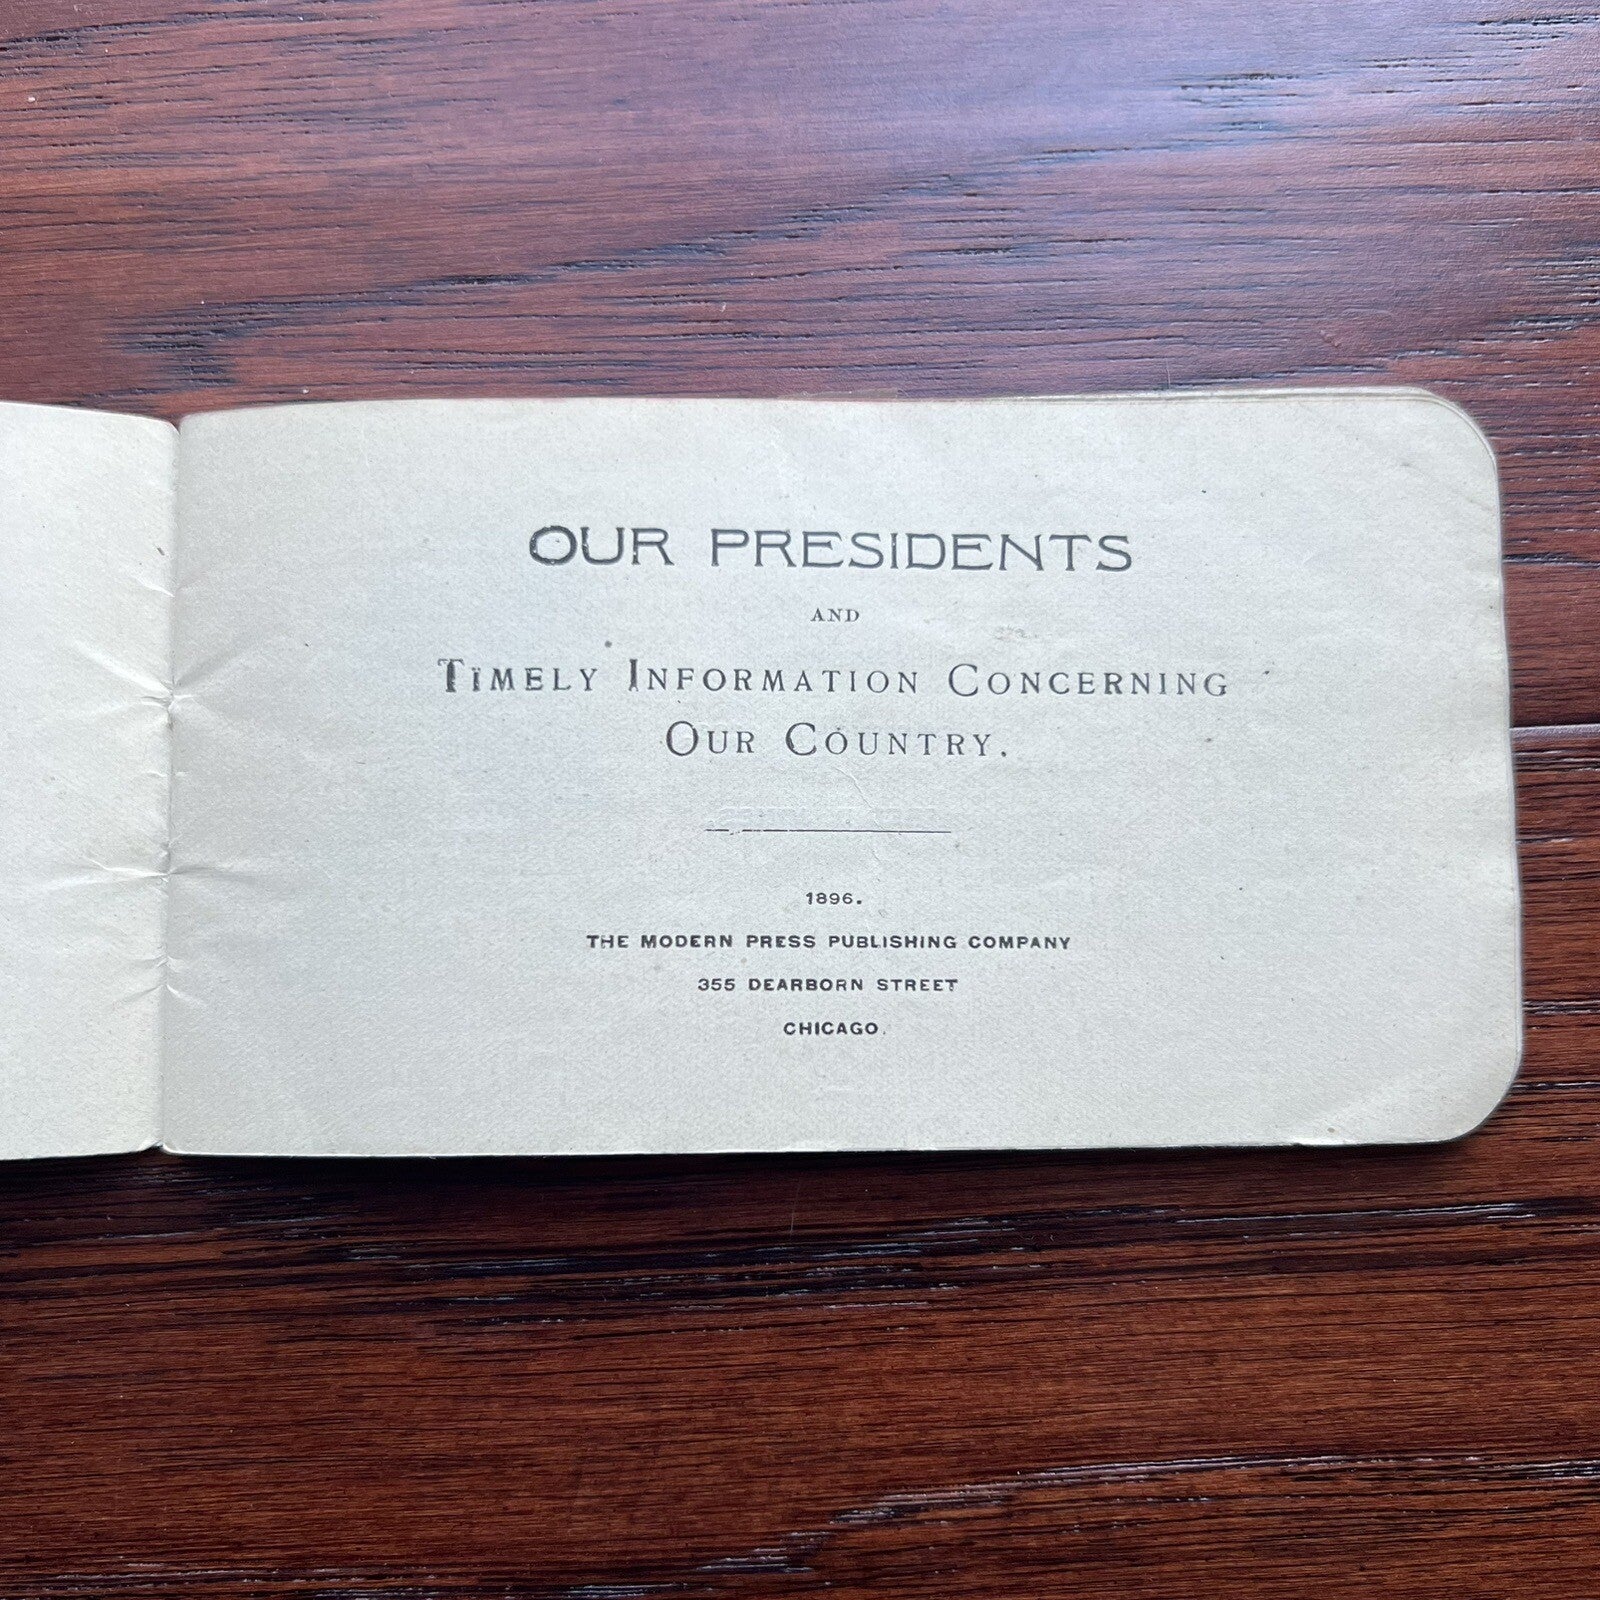 OUR PRESIDENTS
AND
TIMELY INFORMATION CONCERNING
OUR COUNTRY.
1896.
THE MODERN PRESS PUBLISHING COMPANY
355 DEARBORN STREET
CHICAGO.